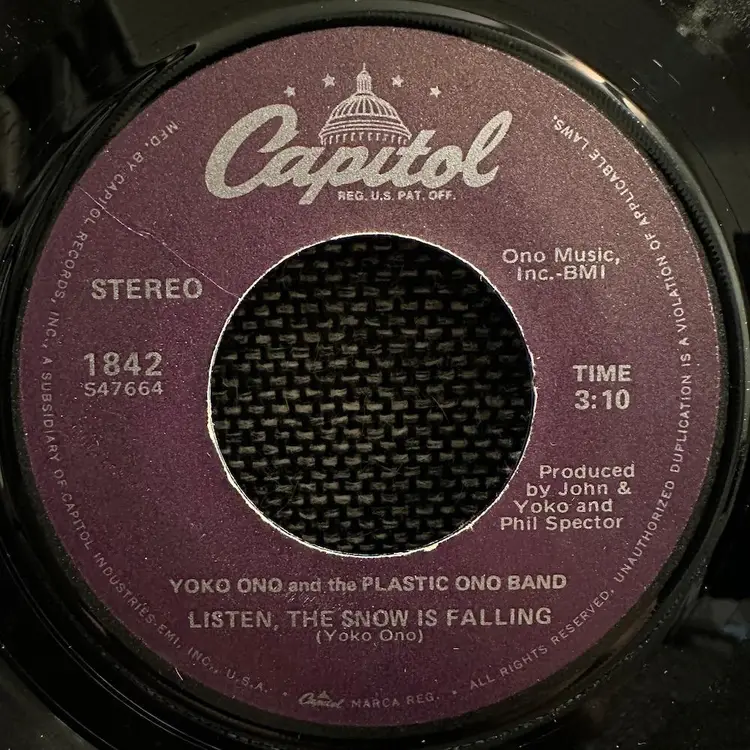 Capitol
REG. U.S. PAT. OFF.
MFD. BY CAPITOL RECORDS, INC., A SUBSIDIARY OF CAPITOL INDUSTRIES-EMI, INC., U.S.A. • Capitol MARCA REG. • ALL RIGHTS RESERVED. UNAUTHORIZED DUPLICATION IS A VIOLATION OF APPLICABLE LAWS.
STEREO
1842
S47664
Ono Music,
Inc.-BMI
TIME
3:10
Produced
by John &
Yoko and
Phil Spector
YOKO ONO and the PLASTIC ONO BAND
LISTEN, THE SNOW IS FALLING
(Yoko Ono)